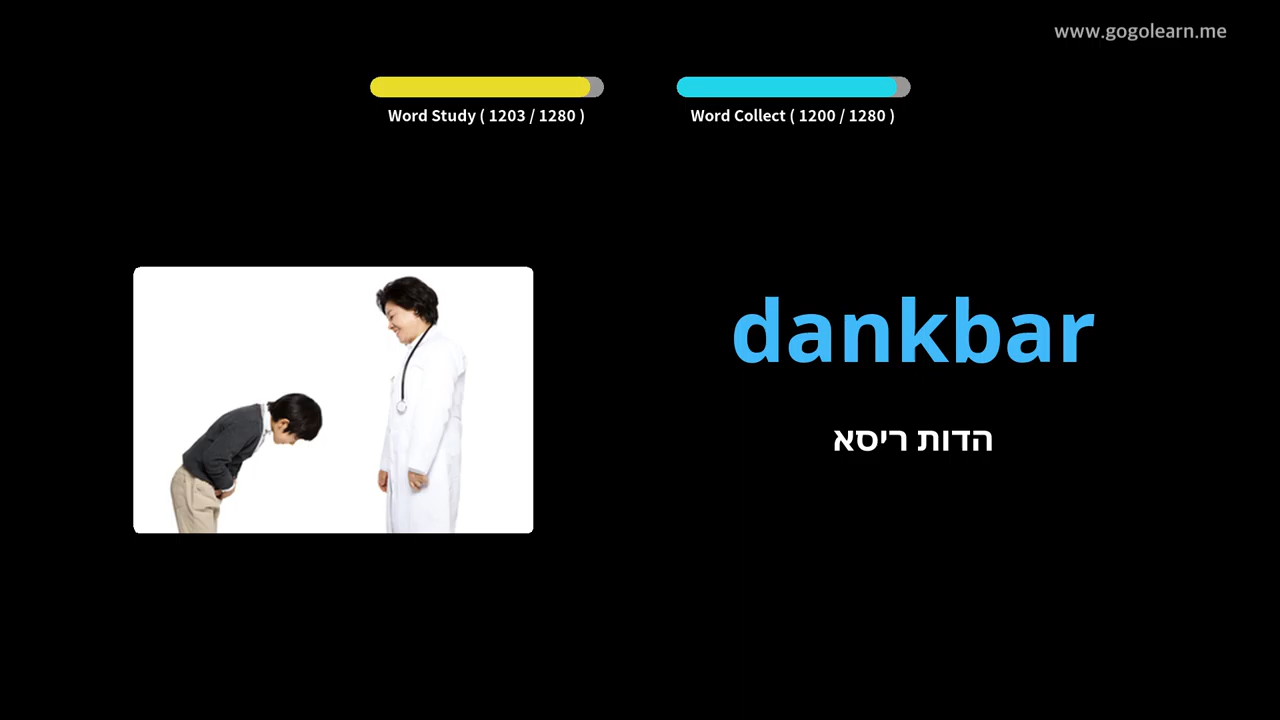 www.gogolearn.me
Word Study ( 1203 / 1280 )
Word Collect ( 1200 / 1280 )
dankbar
הדות ריסא